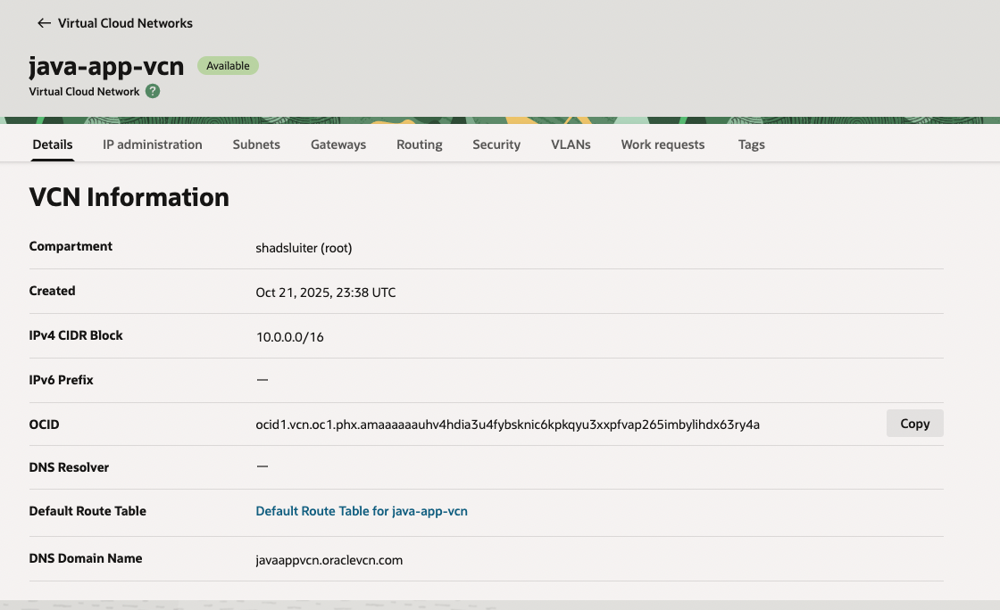 Virtual Cloud Networks
java-app-vcn Available
Virtual Cloud Network ?
Details IP administration Subnets Gateways Routing Security VLANs Work requests Tags
VCN Information
Compartment shadsluiter (root)
Created Oct 21, 2025, 23:38 UTC
IPv4 CIDR Block 10.0.0.0/16
IPv6 Prefix —
OCID ocid1.vcn.oc1.phx.amaaaaaauhv4hdia3u4fybsknic6kpkqyu3xxpfvap265imbylihdx63ry4a Copy
DNS Resolver —
Default Route Table Default Route Table for java-app-vcn
DNS Domain Name javaappvcn.oraclevcn.com